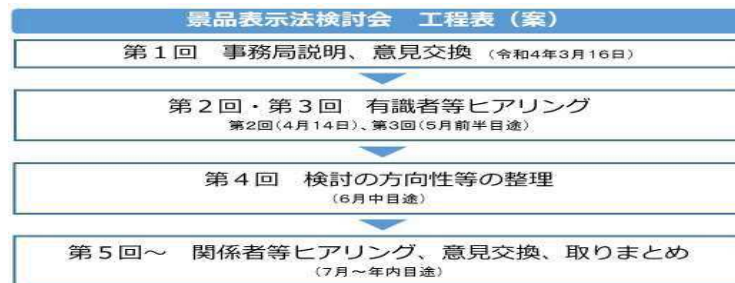 景品表示法検討会　工程表（案）
第１回　事務局説明、意見交換（令和4年3月16日）
第２回・第３回　有識者等ヒアリング
第2回(4月14日)、第3回(5月前半目途)
第４回　検討の方向性等の整理
（6月中目途）
第５回～　関係者等ヒアリング、意見交換、取りまとめ
（7月～年内目途）